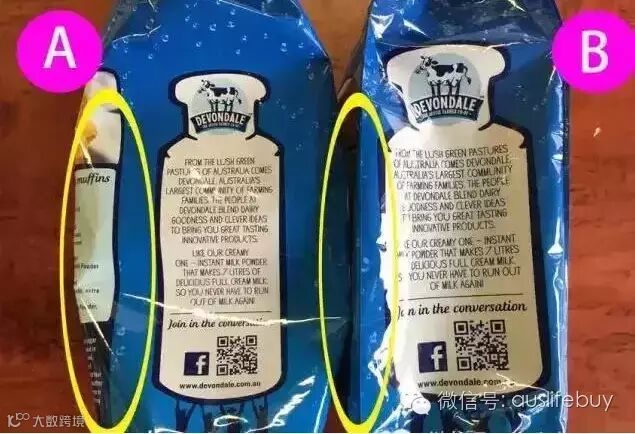 A
muffins
Powder
extra
powder.
DEVONDALE
FROM THE LUSH GREEN
PASTURES OF AUSTRALIA COMES
DEVONDALE, AUSTRALIA'S
LARGEST COMMUNITY OF FARMING
FAMILIES. THE PEOPLE AT
DEVONDALE BLEND DAIRY
GOODNESS AND CLEVER IDEAS
TO BRING YOU GREAT TASTING
INNOVATIVE PRODUCTS.
LIKE OUR CREAMY
ONE – INSTANT MILK POWDER
THAT MAKES 7 LITRES OF
DELICIOUS FULL CREAM MILK,
SO YOU NEVER HAVE TO RUN
OUT OF MILK AGAIN!
Join in the conversation
f
www.devondale.com.au
B
DEVONDALE
FROM THE LUSH GREEN PASTURES
OF AUSTRALIA COMES DEVONDALE,
AUSTRALIA'S LARGEST COMMUNITY
OF FARMING FAMILIES. THE PEOPLE
AT DEVONDALE BLEND DAIRY
GOODNESS AND CLEVER IDEAS
TO BRING YOU GREAT TASTING
INNOVATIVE PRODUCTS.
LIKE OUR CREAMY ONE – INSTANT
MILK POWDER THAT MAKES 7 LITRES
OF DELICIOUS FULL CREAM MILK,
SO YOU NEVER HAVE TO RUN OUT
OF MILK AGAIN!
Join in the conversation
f
www.devondale.com.au
微信号: auslifebuy
大数跨境